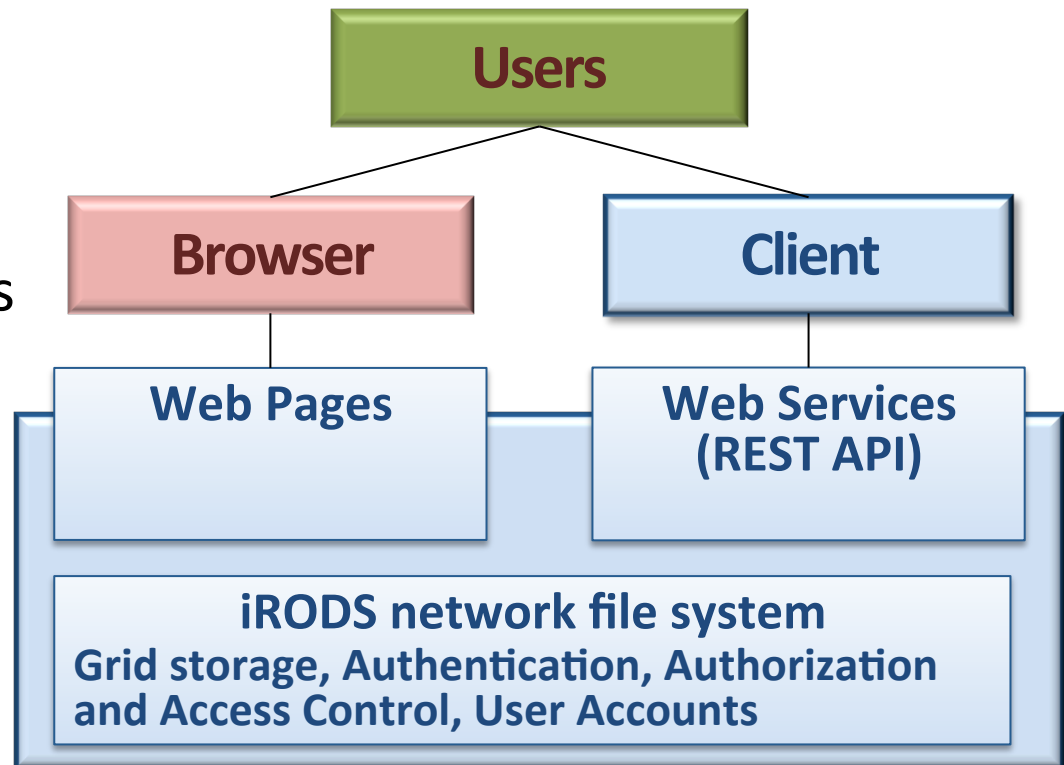 Users
Browser
Client
s
Web Pages
Web Services
(REST API)
iRODS network file system
Grid storage, Authentication, Authorization
and Access Control, User Accounts